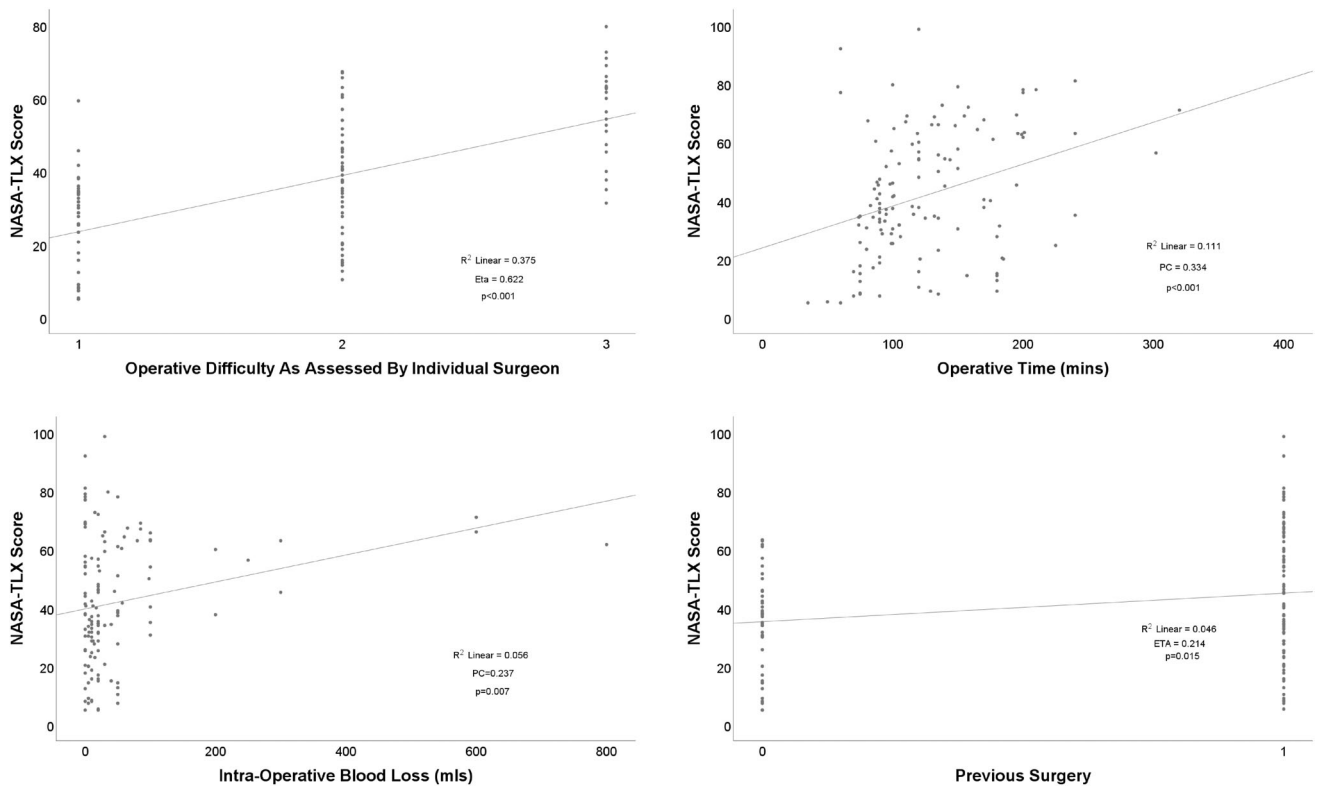 NASA-TLX Score
80
60
40
20
0
R² Linear = 0.375
Eta = 0.622
p<0.001
1 2 3
Operative Difficulty As Assessed By Individual Surgeon
NASA-TLX Score
100
80
60
40
20
0
R² Linear = 0.111
PC = 0.334
p<0.001
0 100 200 300 400
Operative Time (mins)
NASA-TLX Score
100
80
60
40
20
0
R² Linear = 0.056
PC=0.237
p=0.007
0 200 400 600 800
Intra-Operative Blood Loss (mls)
NASA-TLX Score
100
80
60
40
20
0
R² Linear = 0.046
ETA = 0.214
p=0.015
0 1
Previous Surgery